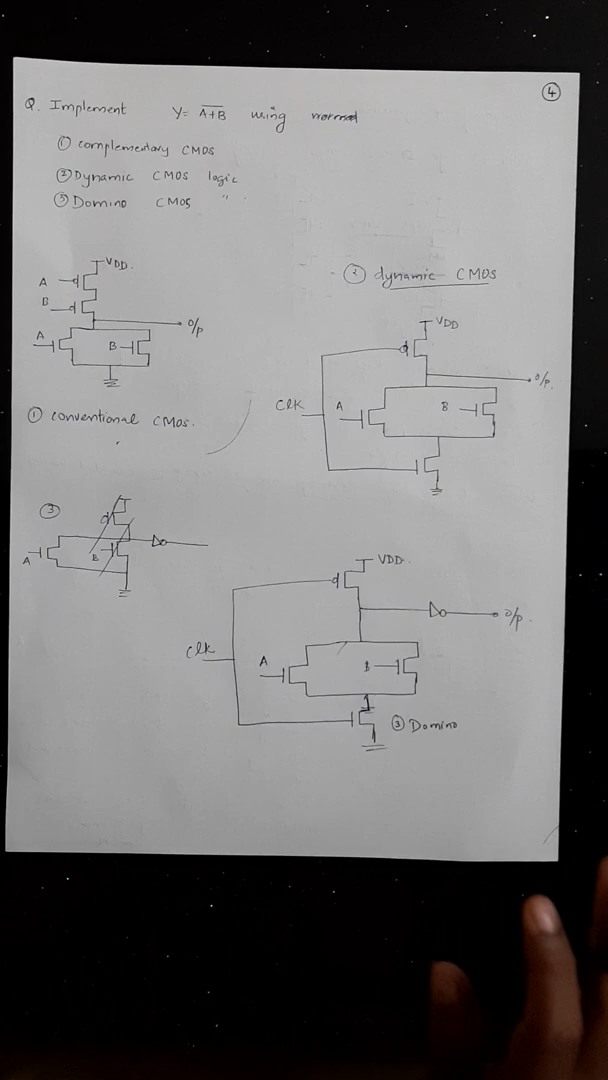 ④
Q. Implement Y= A+B using normal
① complementary CMOS
② Dynamic CMOS logic
③ Domino CMOS "
VDD.
A
B
o/p
A
B
① conventional CMOS.
② dynamic CMOS
VDD
o/p.
Clk
A
B
③
A
B
VDD.
o/p.
clk
A
B
③ Domino